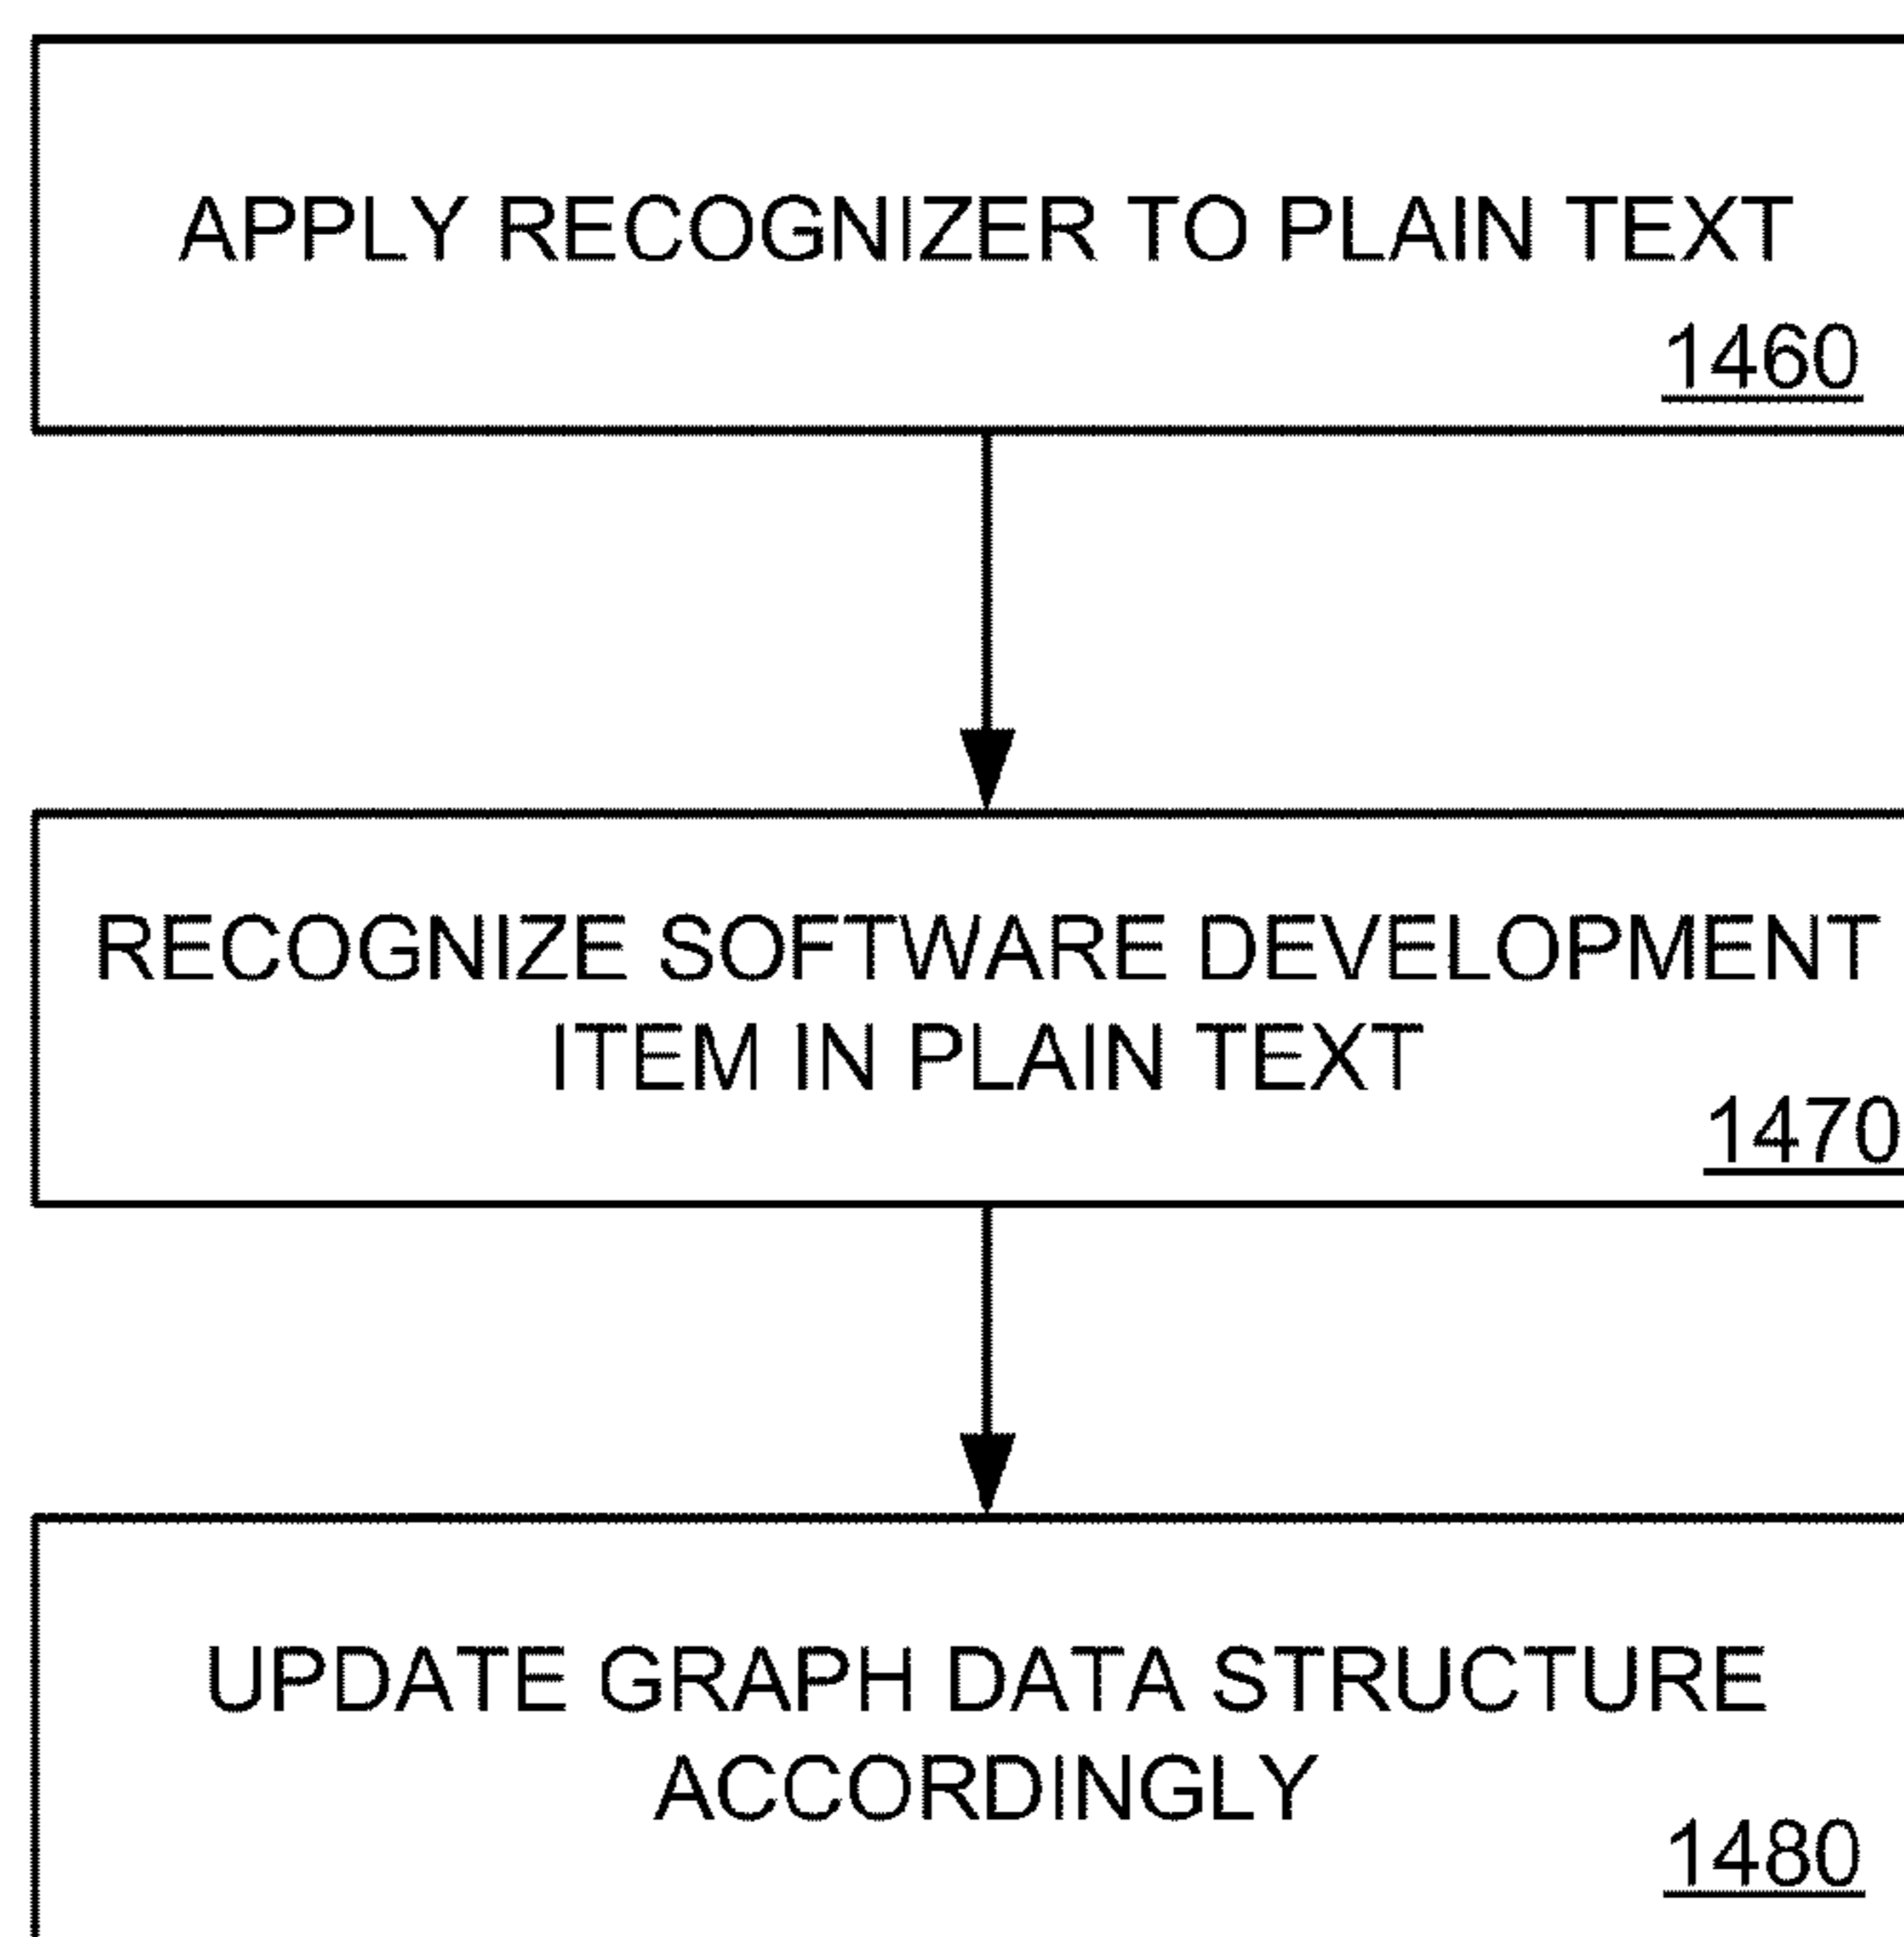 APPLY RECOGNIZER TO PLAIN TEXT
1460
RECOGNIZE SOFTWARE DEVELOPMENT
ITEM IN PLAIN TEXT
1470
UPDATE GRAPH DATA STRUCTURE
ACCORDINGLY
1480